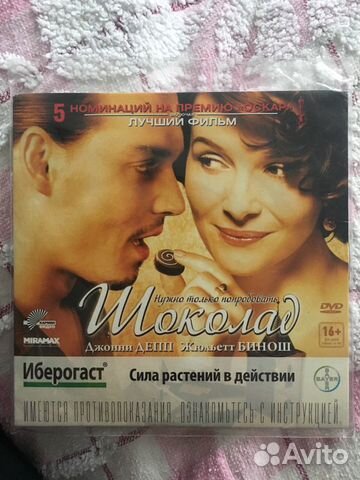 5 НОМИНАЦИЙ НА ПРЕМИЮ "ОСКАР"
ВКЛЮЧАЯ
ЛУЧШИЙ ФИЛЬМ
Нужно только попробовать
Шоколад
DVD
MIRAMAX
Джонни ДЕПП Жюльетт БИНОШ
16+
Иберогаст® Сила растений в действии
BAYER
ИМЕЮТСЯ ПРОТИВОПОКАЗАНИЯ. ОЗНАКОМЬТЕСЬ С ИНСТРУКЦИЕЙ
Avito